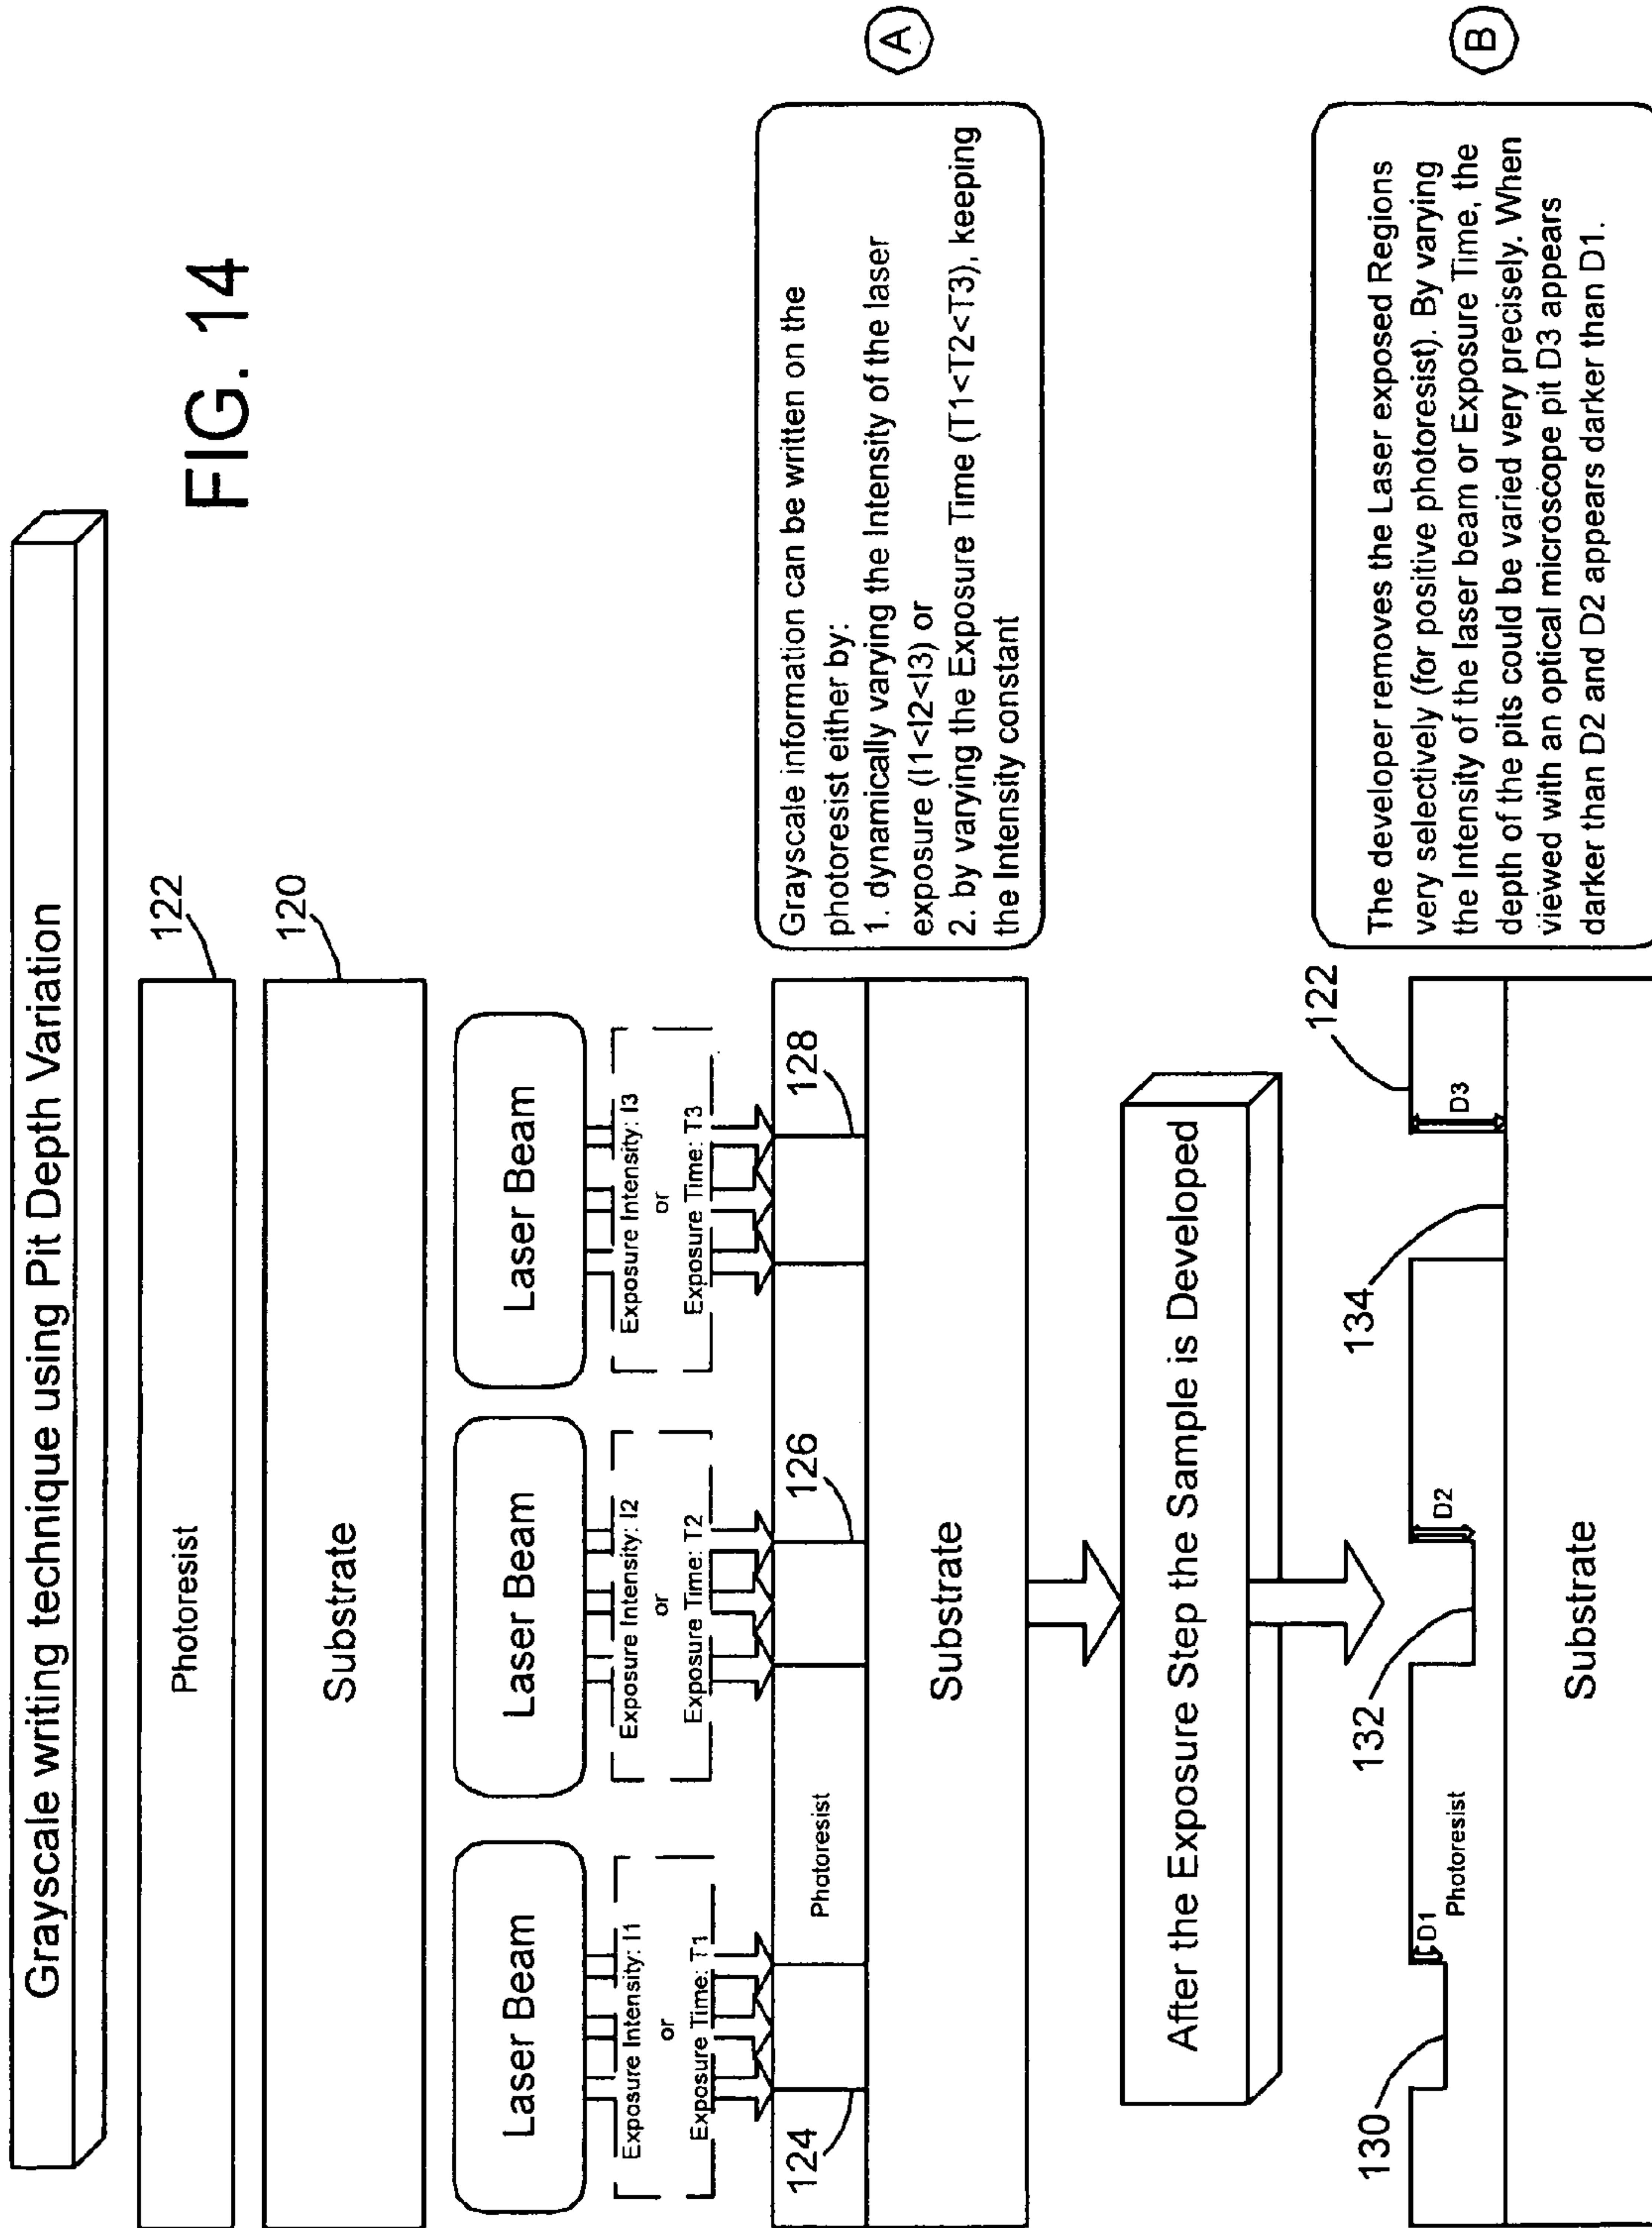 Grayscale writing technique using Pit Depth Variation
FIG. 14
Photoresist
122
Substrate
120
Laser Beam
Laser Beam
Laser Beam
Exposure Intensity: I1
or
Exposure Time: T1
Exposure Intensity: I2
or
Exposure Time: T2
Exposure Intensity: I3
or
Exposure Time: T3
124
Photoresist
126
128
Substrate
Grayscale information can be written on the
photoresist either by:
1. dynamically varying the Intensity of the laser
exposure (I1<I2<I3) or
2. by varying the Exposure Time (T1<T2<T3), keeping
the Intensity constant
A
After the Exposure Step the Sample is Developed
130
D1
Photoresist
132
D2
134
D3
122
Substrate
The developer removes the Laser exposed Regions
very selectively (for positive photoresist). By varying
the Intensity of the laser beam or Exposure Time, the
depth of the pits could be varied very precisely. When
viewed with an optical microscope pit D3 appears
darker than D2 and D2 appears darker than D1.
B